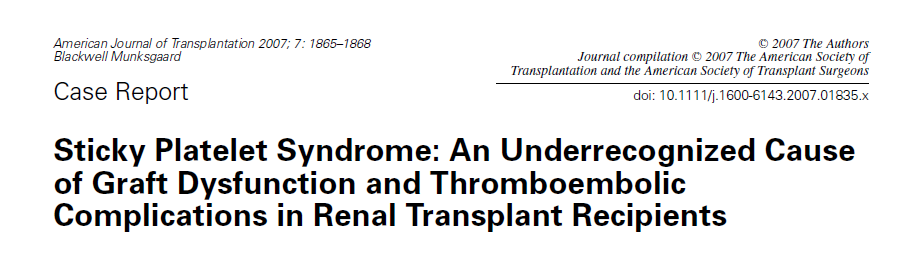 American Journal of Transplantation 2007; 7: 1865–1868
Blackwell Munksgaard
© 2007 The Authors
Journal compilation © 2007 The American Society of
Transplantation and the American Society of Transplant Surgeons
Case Report
doi: 10.1111/j.1600-6143.2007.01835.x
Sticky Platelet Syndrome: An Underrecognized Cause
of Graft Dysfunction and Thromboembolic
Complications in Renal Transplant Recipients